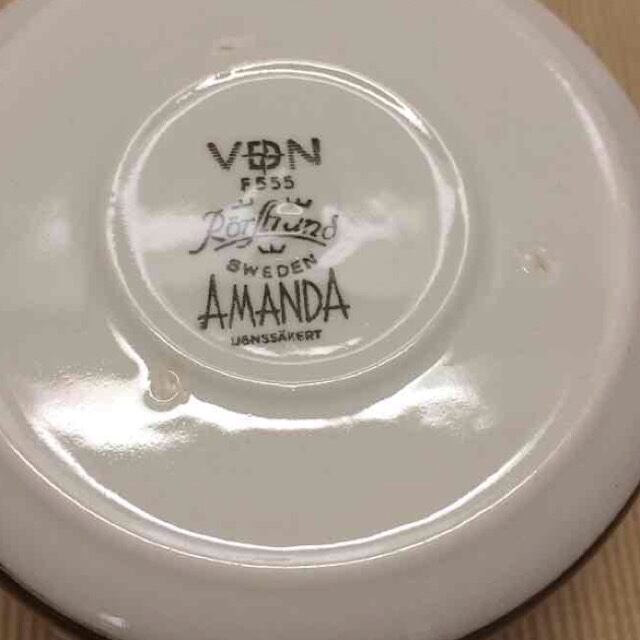 VDN
F555
Rörstrand
SWEDEN
AMANDA
UGNSSÄKERT